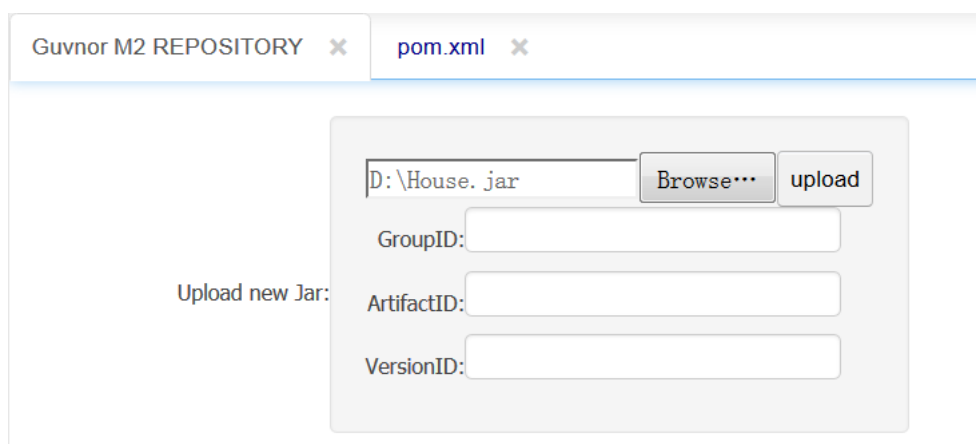 Guvnor M2 REPOSITORY pom.xml
D:\House.jar Browse… upload
GroupID:
Upload new Jar:
ArtifactID:
VersionID: